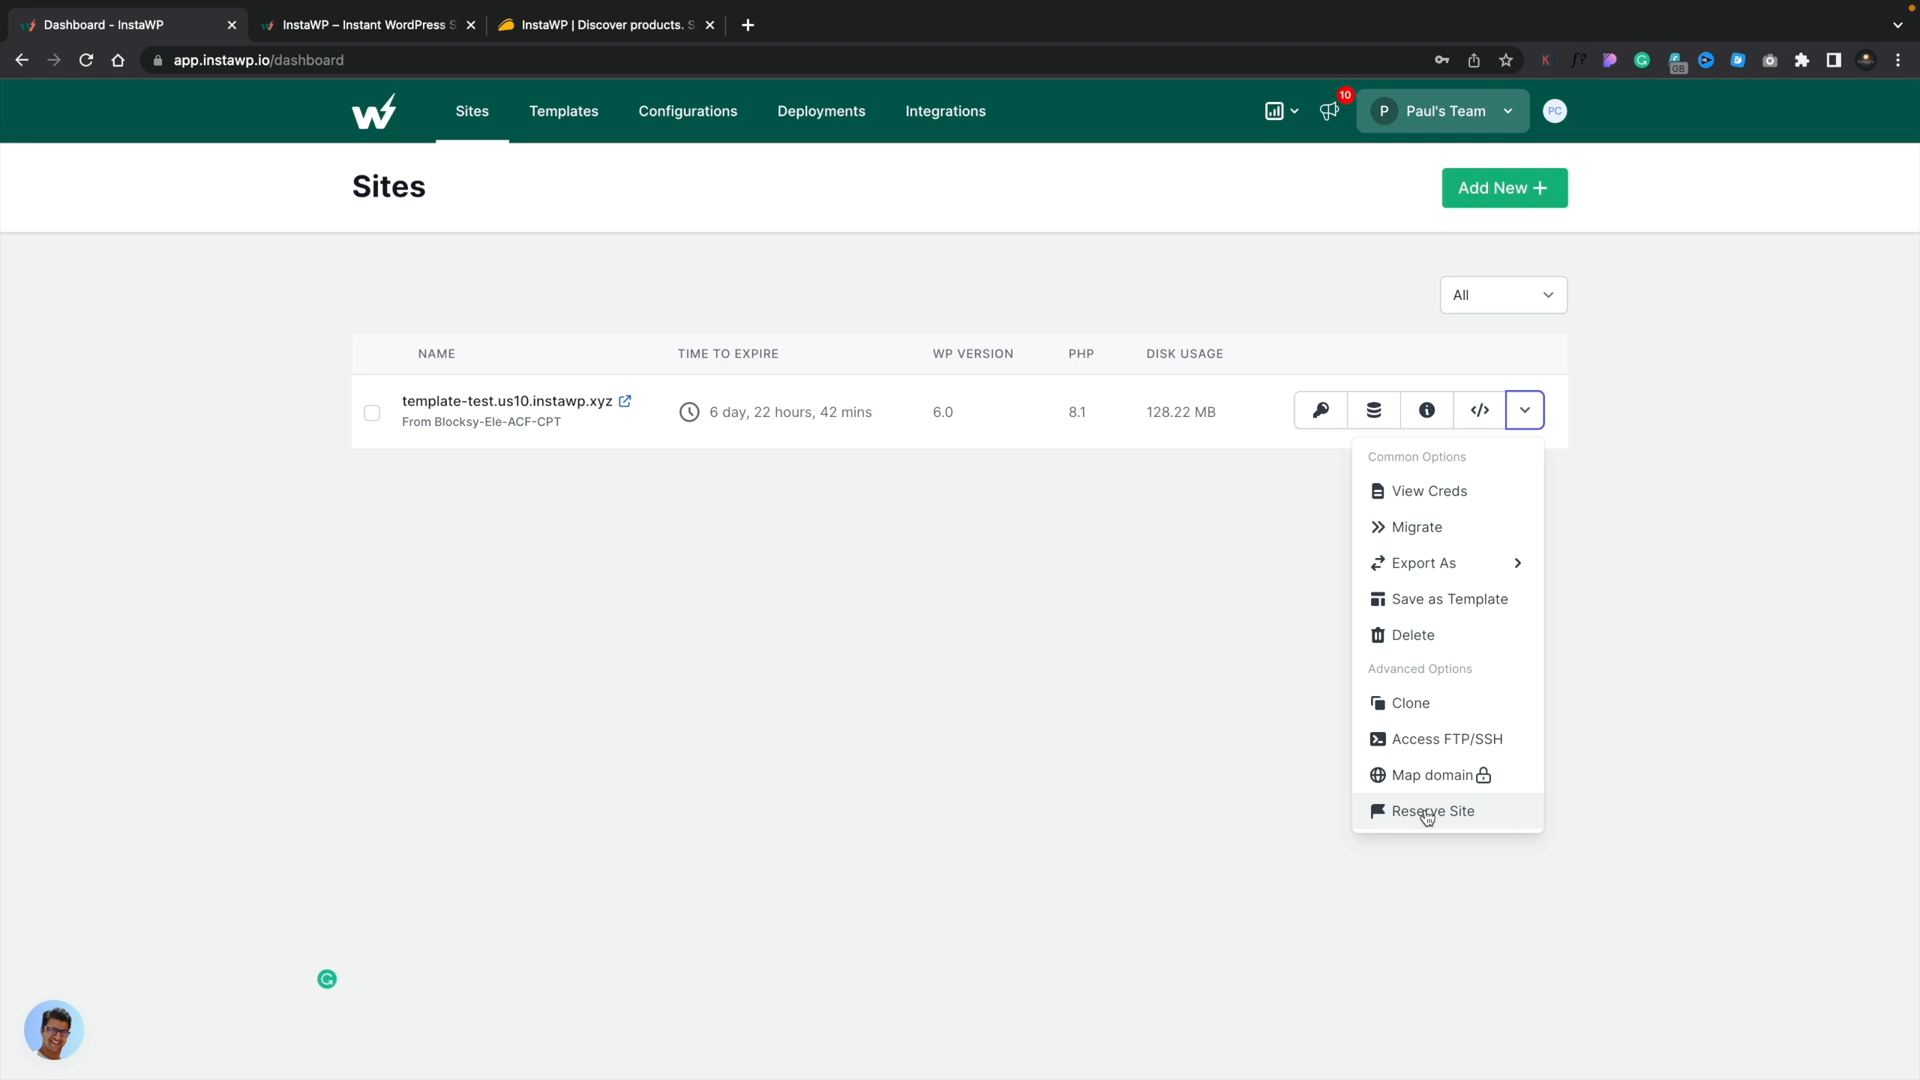 Dashboard - InstaWP
InstaWP – Instant WordPress S
InstaWP | Discover products. S
app.instawp.io/dashboard
GB
Sites
Templates
Configurations
Deployments
Integrations
10
P
Paul's Team
PC
Sites
Add New +
All
NAME
TIME TO EXPIRE
WP VERSION
PHP
DISK USAGE
template-test.us10.instawp.xyz
From Blocksy-Ele-ACF-CPT
6 day, 22 hours, 42 mins
6.0
8.1
128.22 MB
Common Options
View Creds
Migrate
Export As
Save as Template
Delete
Advanced Options
Clone
Access FTP/SSH
Map domain
Reserve Site